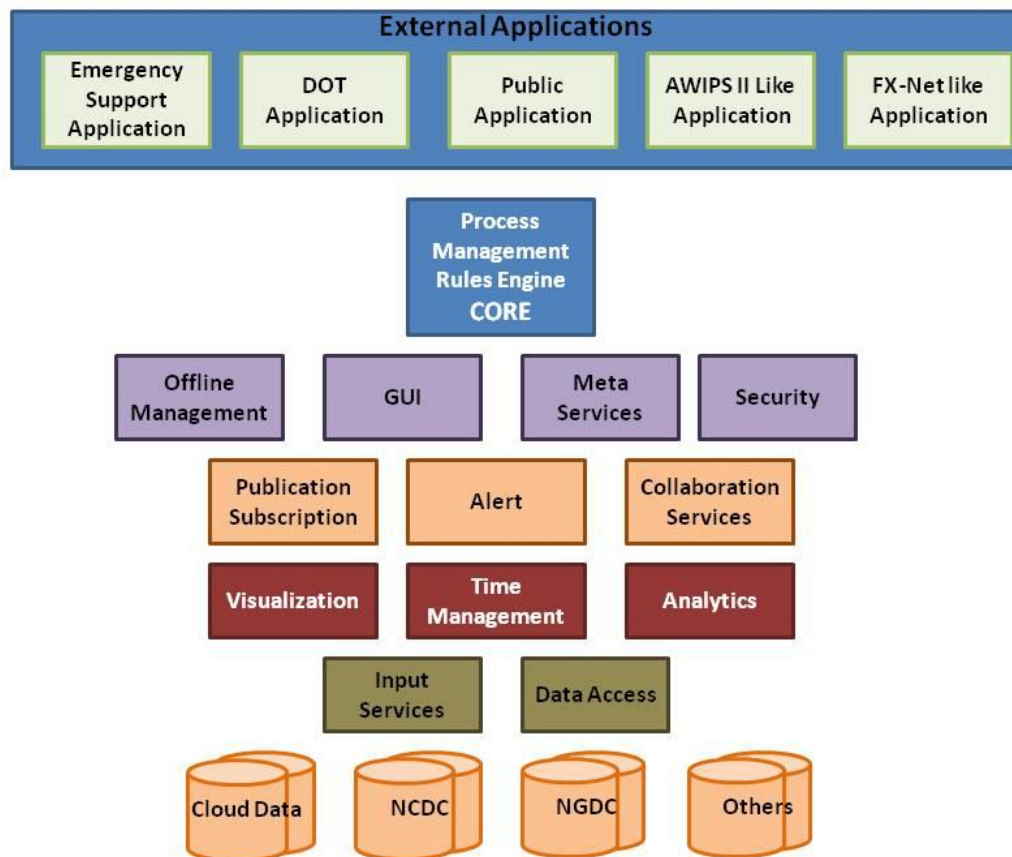 External Applications
Emergency
Support
Application
DOT
Application
Public
Application
AWIPS II Like
Application
FX-Net like
Application
Process
Management
Rules Engine
CORE
Offline
Management
GUI
Meta
Services
Security
Publication
Subscription
Alert
Collaboration
Services
Visualization
Time
Management
Analytics
Input
Services
Data Access
Cloud Data
NCDC
NGDC
Others